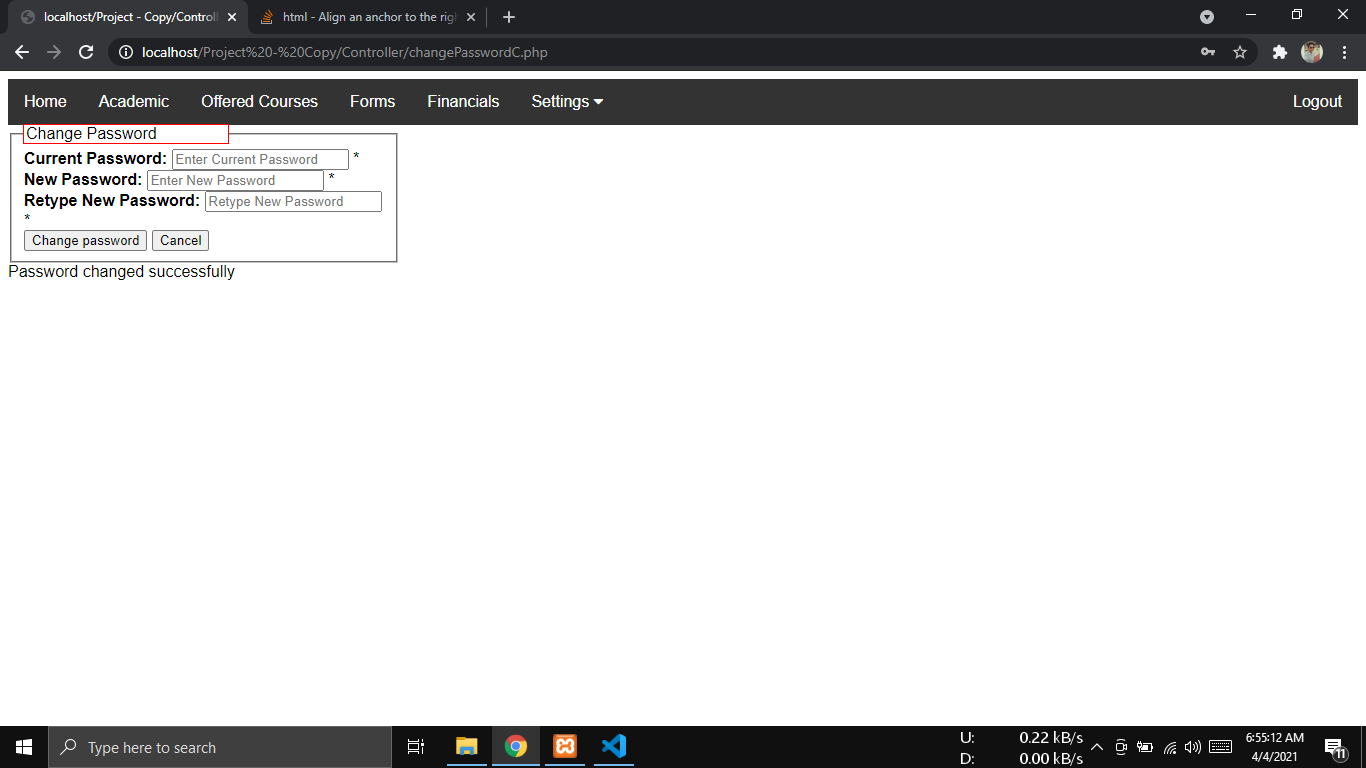 localhost/Project - Copy/Controll
html - Align an anchor to the righ
localhost/Project%20-%20Copy/Controller/changePasswordC.php
Home Academic Offered Courses Forms Financials Settings Logout
Change Password
Current Password: Enter Current Password *
New Password: Enter New Password *
Retype New Password: Retype New Password
*
Change password Cancel
Password changed successfully
Type here to search
U: 0.22 kB/s
D: 0.00 kB/s
6:55:12 AM
4/4/2021
11